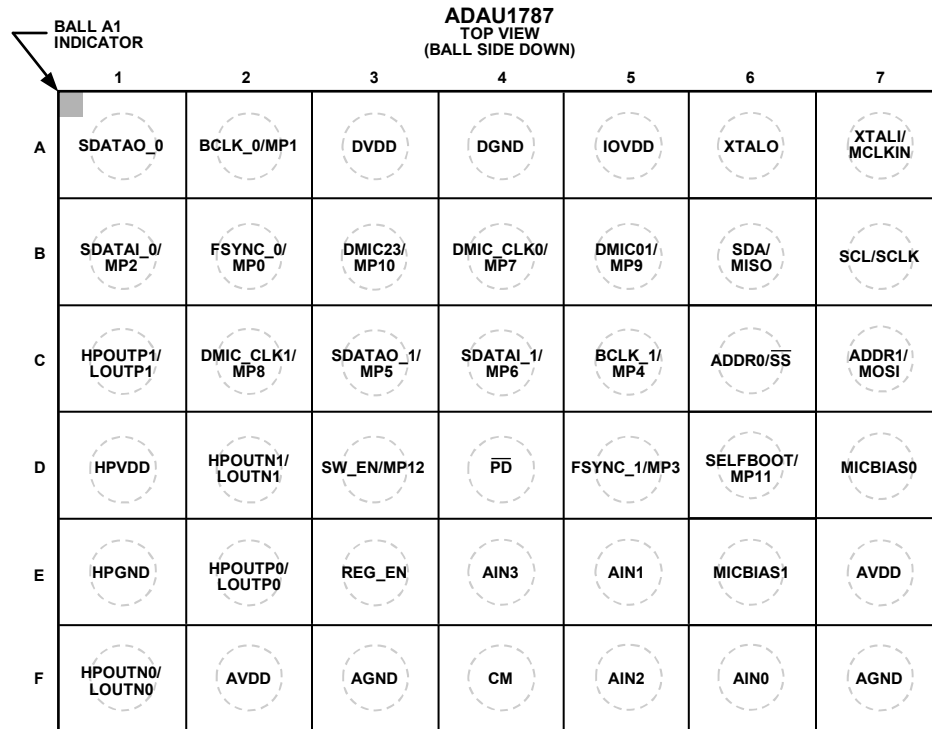 ADAU1787
TOP VIEW
(BALL SIDE DOWN)
BALL A1
INDICATOR
1 2 3 4 5 6 7
A
SDATAO_0
BCLK_0/MP1
DVDD
DGND
IOVDD
XTALO
XTALI/
MCLKIN
B
SDATAI_0/
MP2
FSYNC_0/
MP0
DMIC23/
MP10
DMIC_CLK0/
MP7
DMIC01/
MP9
SDA/
MISO
SCL/SCLK
C
HPOUTP1/
LOUTP1
DMIC_CLK1/
MP8
SDATAO_1/
MP5
SDATAI_1/
MP6
BCLK_1/
MP4
ADDR0/S̅S̅
ADDR1/
MOSI
D
HPVDD
HPOUTN1/
LOUTN1
SW_EN/MP12
P̅D̅
FSYNC_1/MP3
SELFBOOT/
MP11
MICBIAS0
E
HPGND
HPOUTP0/
LOUTP0
REG_EN
AIN3
AIN1
MICBIAS1
AVDD
F
HPOUTN0/
LOUTN0
AVDD
AGND
CM
AIN2
AIN0
AGND